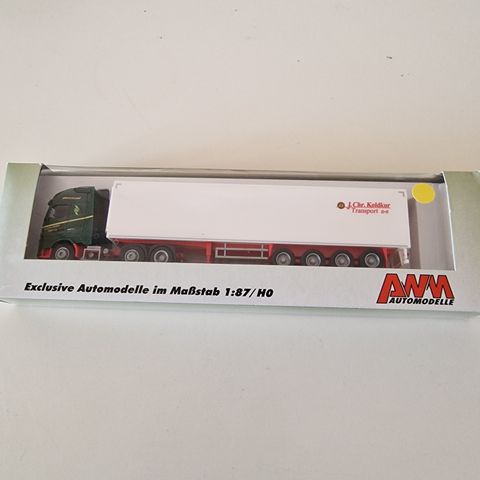 J. Chr. Koldkur
Transport a-s
Exclusive Automodelle im Maßstab 1:87/H0
AWM
AUTOMODELLE